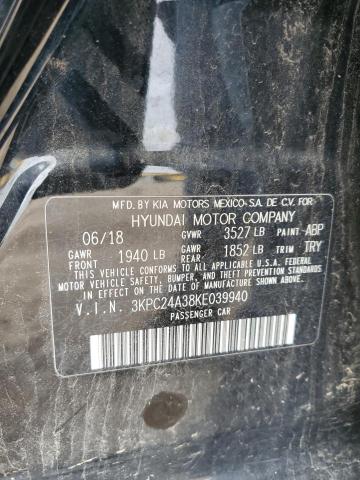 MFD. BY KIA MOTORS MEXICO S.A. DE C.V. FOR
HYUNDAI MOTOR COMPANY
06/18 GVWR 3527 LB PAINT ABP
GAWR FRONT 1940 LB GAWR REAR 1852 LB TRIM TRY
THIS VEHICLE CONFORMS TO ALL APPLICABLE U.S.A. FEDERAL
MOTOR VEHICLE SAFETY, BUMPER, AND THEFT PREVENTION
STANDARDS IN EFFECT ON THE DATE OF MANUFACTURE SHOWN ABOVE.
V.I.N. 3KPC24A38KE039940
PASSENGER CAR